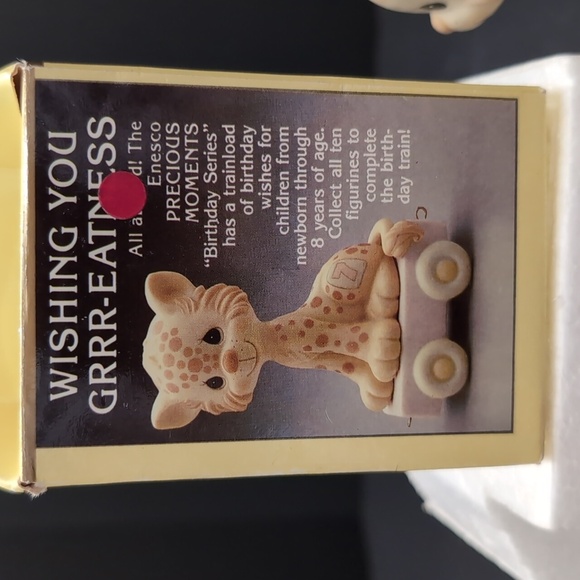 WISHING YOU
GRRR-EATNESS
All The
Enesco
PRECIOUS
MOMENTS
"Birthday Series"
has a trainload
of birthday
wishes for
children from
newborn through
8 years of age.
Collect all ten
figurines to
complete
the birth-
day train!
7